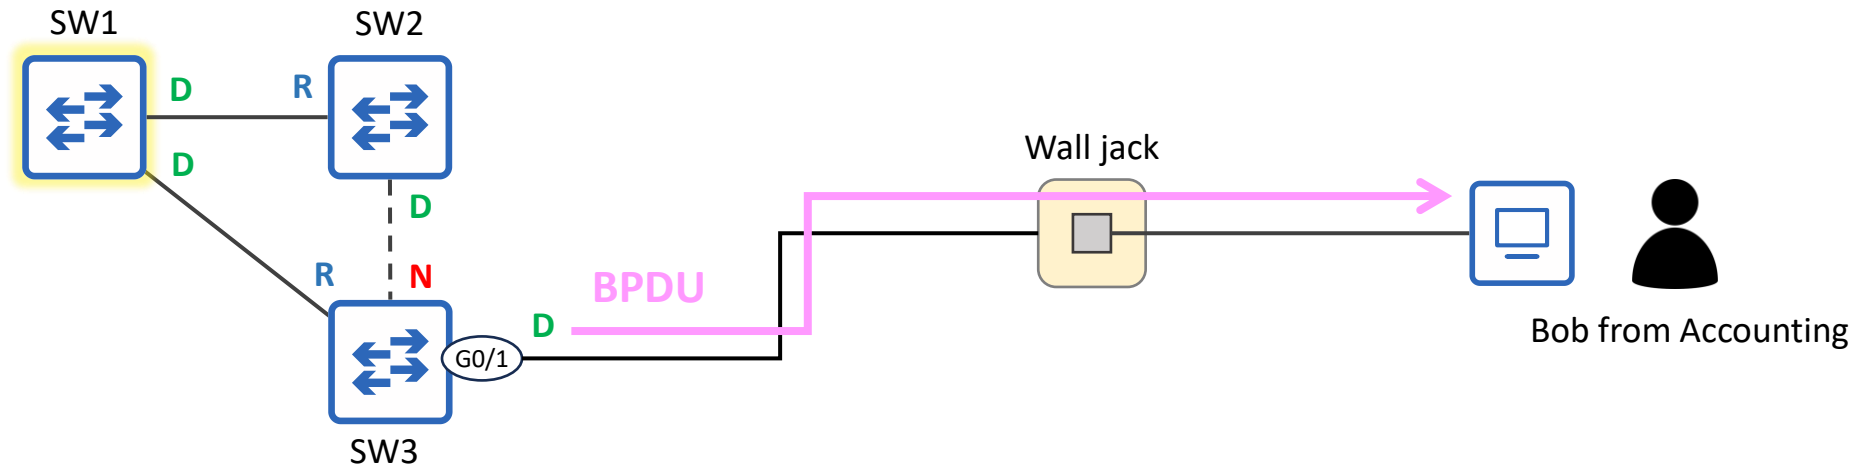 SW1
SW2
D
R
D
D
R
N
SW3
G0/1
D
BPDU
Wall jack
Bob from Accounting